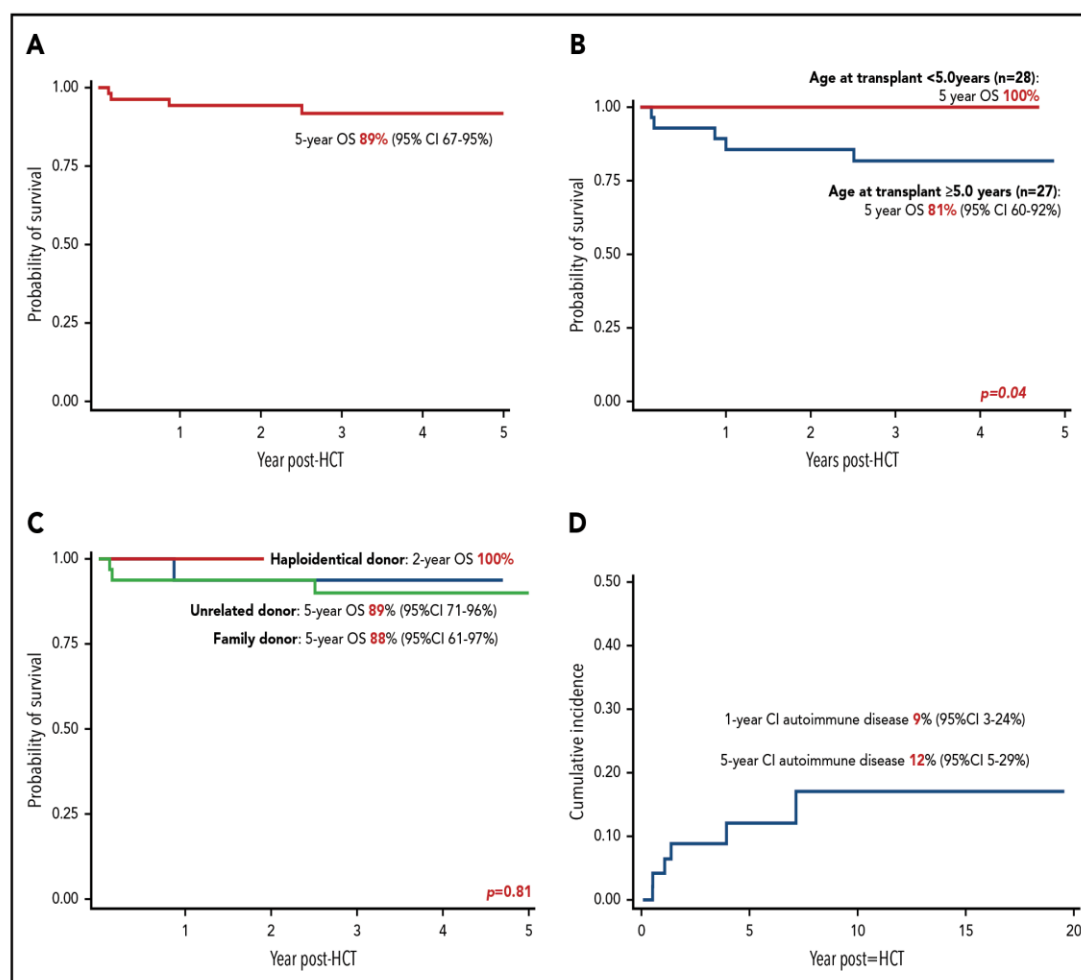 A
1.00
0.75
0.50
0.25
0.00
Probability of survival
5-year OS 89% (95% CI 67-95%)
1 2 3 4 5
Year post-HCT
B
Age at transplant <5.0years (n=28):
5 year OS 100%
1.00
0.75
0.50
0.25
0.00
Probability of survival
Age at transplant ≥5.0 years (n=27):
5 year OS 81% (95% CI 60-92%)
p=0.04
1 2 3 4 5
Years post-HCT
C
1.00
0.75
0.50
0.25
0.00
Probability of survival
Haploidentical donor: 2-year OS 100%
Unrelated donor: 5-year OS 89% (95%CI 71-96%)
Family donor: 5-year OS 88% (95%CI 61-97%)
p=0.81
1 2 3 4 5
Year post-HCT
D
0.50
0.40
0.30
0.20
0.10
0.00
Cumulative incidence
1-year CI autoimmune disease 9% (95%CI 3-24%)
5-year CI autoimmune disease 12% (95%CI 5-29%)
0 5 10 15 20
Year post=HCT